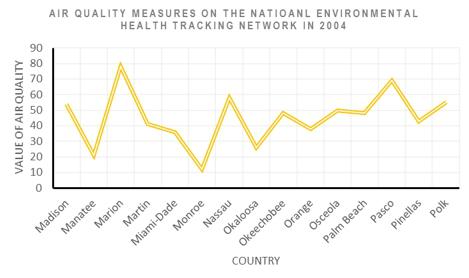 AIR QUALITY MEASURES ON THE NATIOANL ENVIRONMENTAL
HEALTH TRACKING NETWORK IN 2004
VALUE OF AIR QUALITY
90
80
70
60
50
40
30
20
10
0
Madison
Manatee
Marion
Martin
Miami-Dade
Monroe
Nassau
Okaloosa
Okeechobee
Orange
Osceola
Palm Beach
Pasco
Pinellas
Polk
COUNTRY